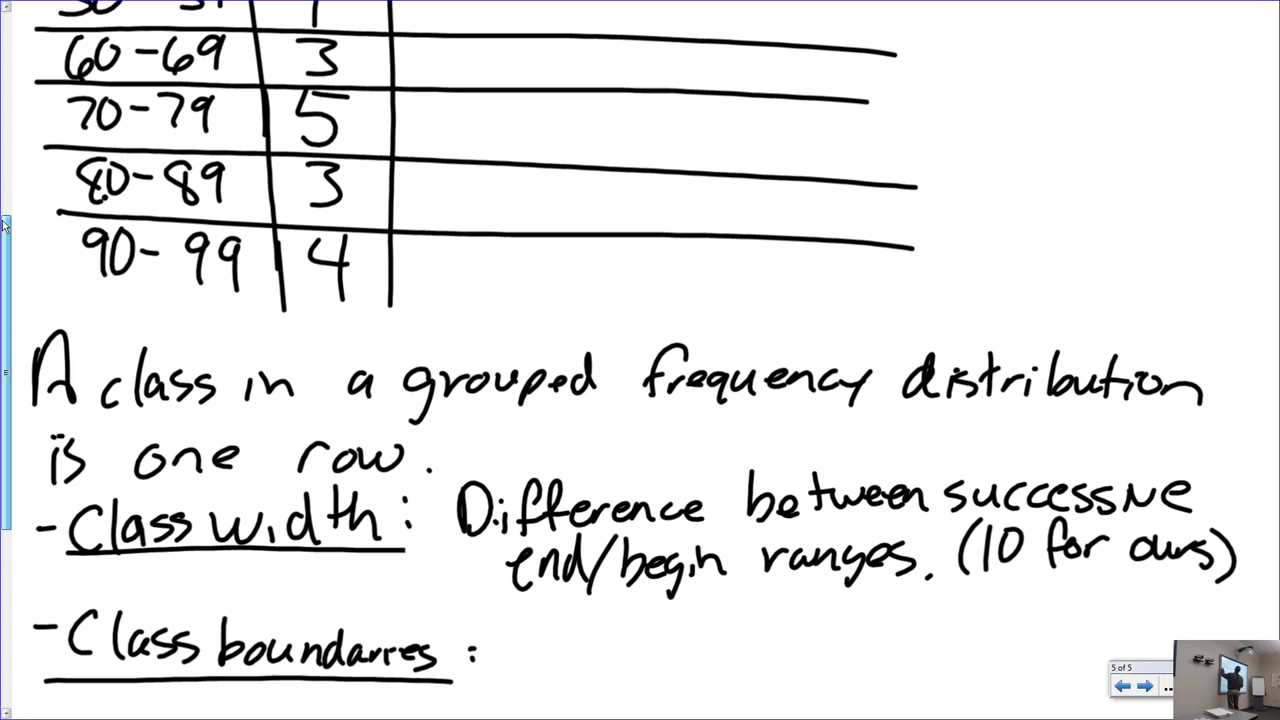 60-69 3
70-79 5
80-89 3
90-99 4
A class in a grouped frequency distribution
is one row.
- Class width: Difference between successive
end/begin ranges. (10 for ours)
- Class boundarres :
5 of 5
...